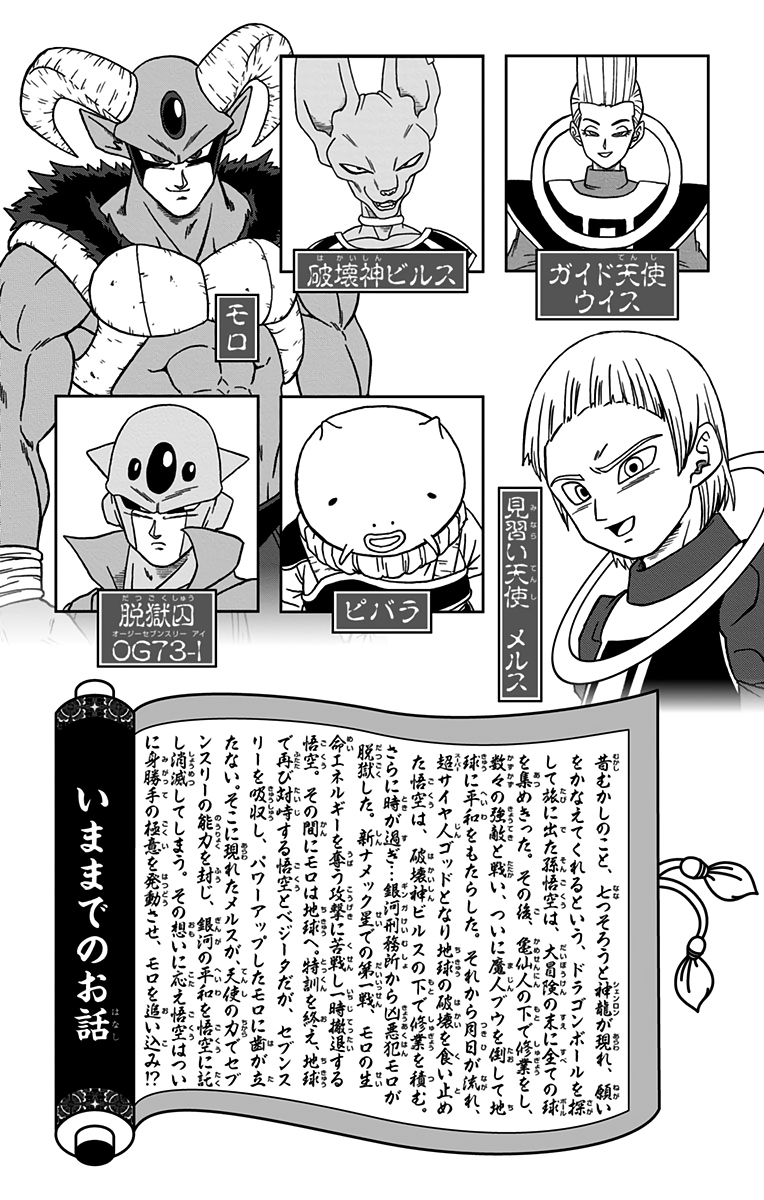 破壊神ビルス
ガイド天使
ウイス
モロ
脱獄囚
OG73-I
ピバラ
見習い天使 メルス
いままでのお話
昔むかしのこと、七つそろうと神龍が現れ、願い
をかなえてくれるという、ドラゴンボールを探
して旅に出た孫悟空は、大冒険の末に全ての球
を集めきった。その後、亀仙人の下で修業をし、
数々の強敵と戦い、ついに魔人ブウを倒して地
球に平和をもたらした。それから月日が流れ、
超サイヤ人ゴッドとなり地球の破壊を食い止め
た悟空は、破壊神ビルスの下で修業を積む。
さらに時が過ぎ…銀河刑務所から凶悪犯モロが
脱獄した。新ナメック星での第一戦、モロの生
命エネルギーを奪う攻撃に苦戦し一時撤退する
悟空。その間にモロは地球へ。特訓を終え、地球
で再び対峙する悟空とベジータだが、セブンス
リーを吸収し、パワーアップしたモロに歯が立
たない。そこに現れたメルスが、天使の力でセブ
ンスリーの能力を封じ、銀河の平和を悟空に託
し消滅してしまう。その想いに応え悟空はつい
に身勝手の極意を発動させ、モロを追い込み!?